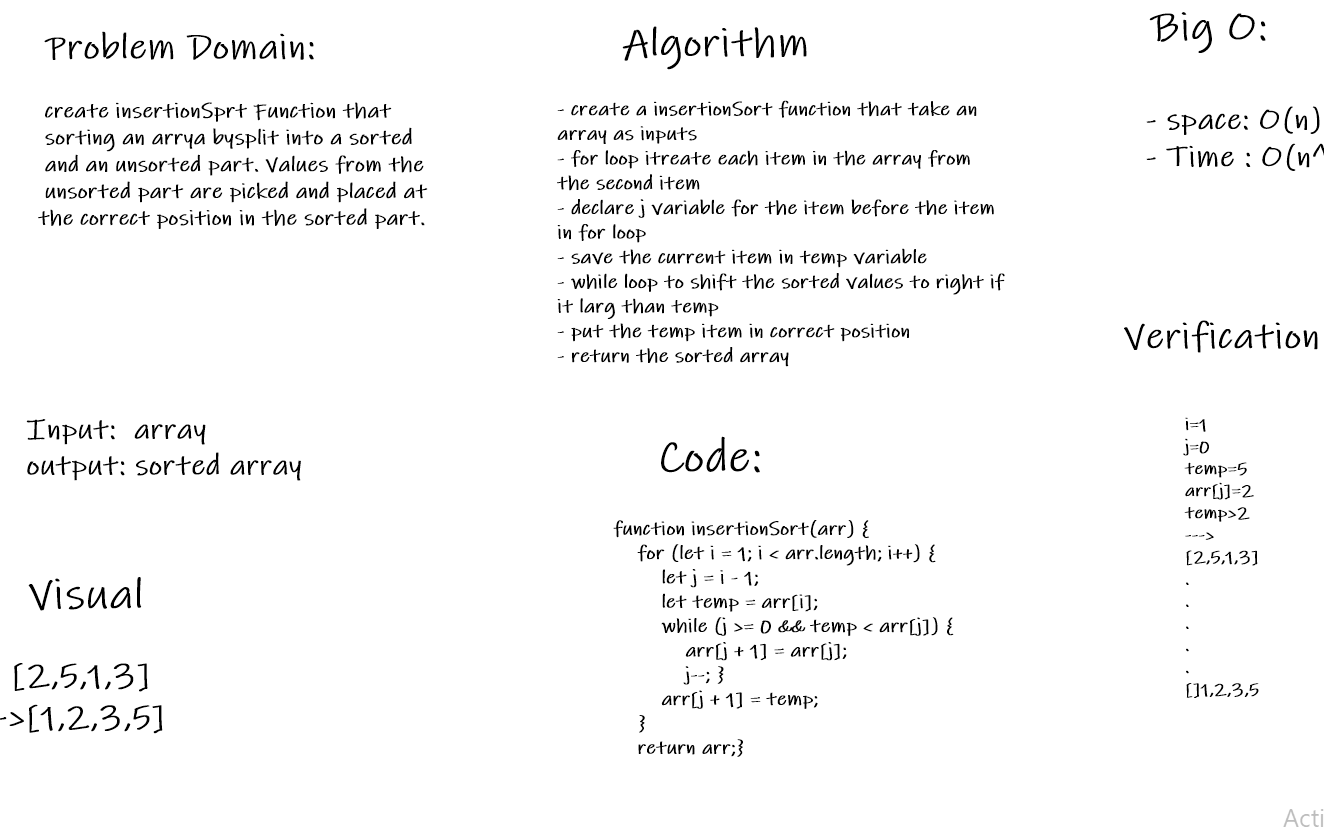 Problem Domain:
create insertionSprt Function that
sorting an arrya bysplit into a sorted
and an unsorted part. Values from the
unsorted part are picked and placed at
the correct position in the sorted part.
Input: array
output: sorted array
Visual
[2,5,1,3]
->[1,2,3,5]
Algorithm
- create a insertionSort function that take an
array as inputs
- for loop itreate each item in the array from
the second item
- declare j variable for the item before the item
in for loop
- save the current item in temp variable
- while loop to shift the sorted values to right if
it larg than temp
- put the temp item in correct position
- return the sorted array
Code:
function insertionSort(arr) {
for (let i = 1; i < arr.length; i++) {
let j = i - 1;
let temp = arr[i];
while (j >= 0 && temp < arr[j]) {
arr[j + 1] = arr[j];
j--; }
arr[j + 1] = temp;
}
return arr;}
Big O:
- space: O(n)
- Time : O(n^
Verification
i=1
j=0
temp=5
arr[j]=2
temp>2
--->
[2,5,1,3]
.
.
.
.
.
[]1,2,3,5
Acti